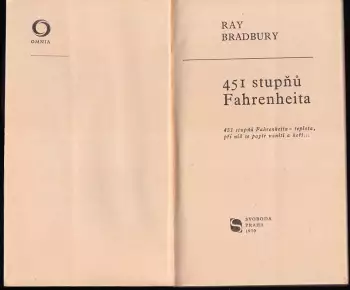 OMNIA
RAY
BRADBURY
451 stupňů
Fahrenheita
451 stupňů Fahrenheita – teplota,
při níž se papír vznítí a hoří...
SVOBODA
PRAHA
1970